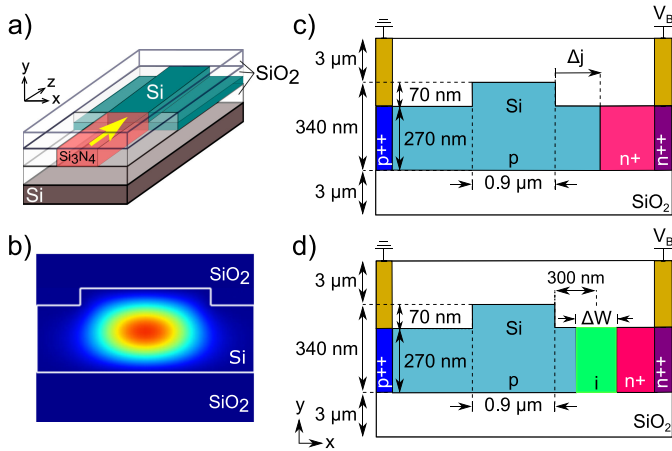 a)
y
z
x
Si
SiO2
Si3N4
Si
b)
SiO2
Si
SiO2
c)
VB
3 µm
Δj
70 nm
Si
340 nm
270 nm
p++
p
n+
n++
0.9 µm
3 µm
SiO2
d)
VB
3 µm
300 nm
70 nm
Si
ΔW
340 nm
270 nm
p++
p
i
n+
n++
0.9 µm
3 µm
y
x
SiO2